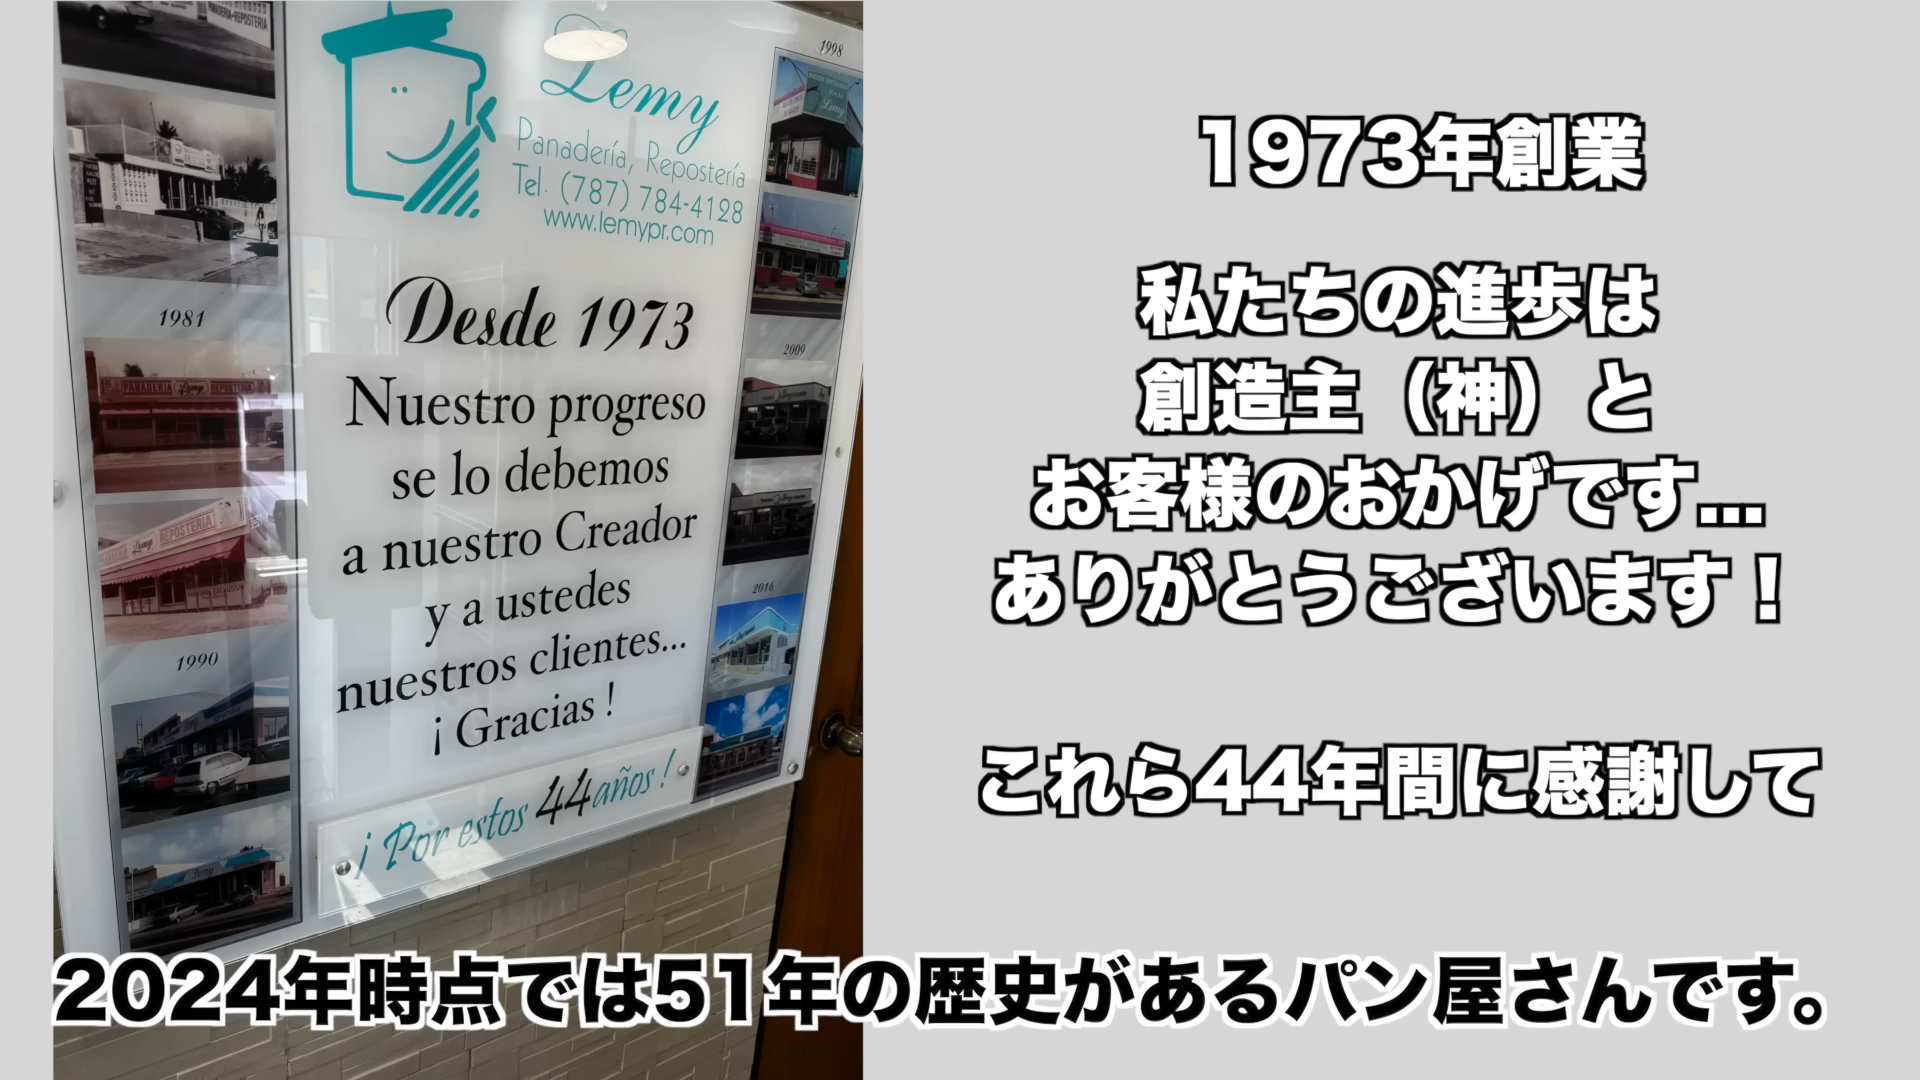 Lemy
Panadería, Repostería
Tel. (787) 784-4128
www.lemypr.com
Desde 1973
Nuestro progreso
se lo debemos
a nuestro Creador
y a ustedes
nuestros clientes...
¡ Gracias !
¡ Por estos 44 años !
1981
PANADERIA Lemy REPOSTERIA
REPOSTERIA
1990
1998
2009
2016
1973年創業
私たちの進歩は
創造主（神）と
お客様のおかげです...
ありがとうございます！
これら44年間に感謝して
2024年時点では51年の歴史があるパン屋さんです。